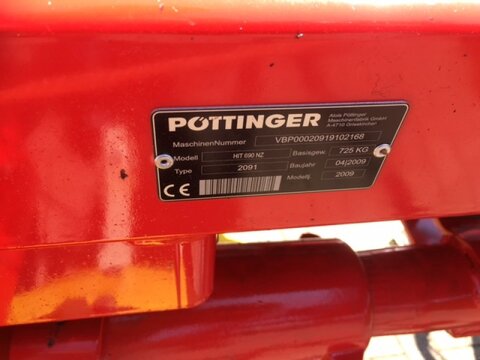 PÖTTINGER
Alois Pöttinger
Maschinenfabrik GmbH
A-4710 Grieskirchen
MaschinenNummer VBP00020919102168
Modell HIT 690 NZ Basisgew. 725 KG
Type 2091 Baujahr 04|2009
Modellj. 2009
CE